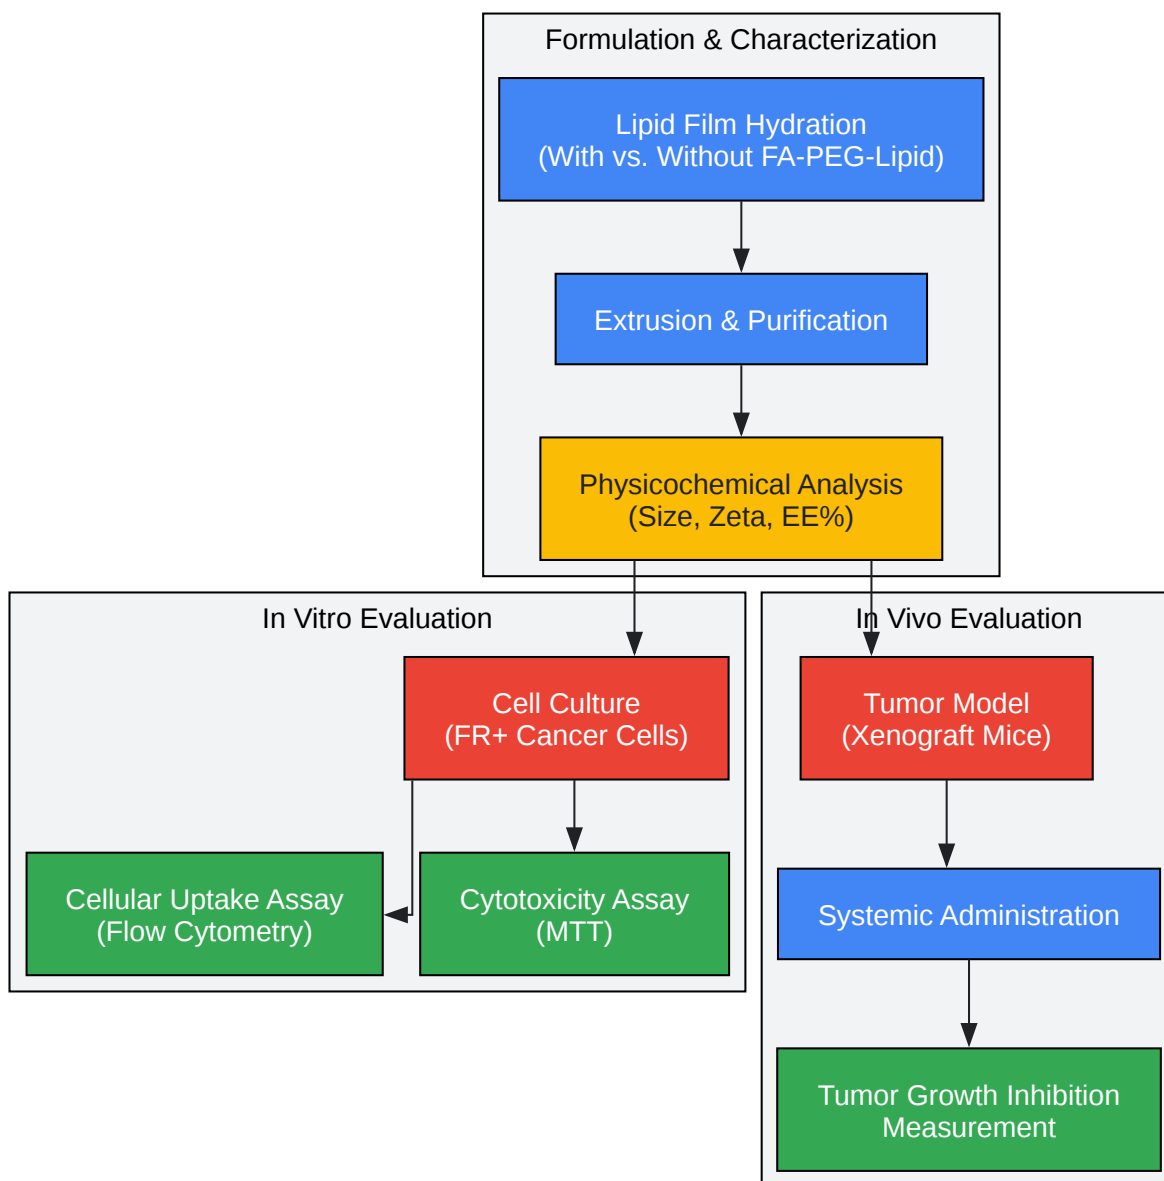 Formulation & Characterization
Lipid Film Hydration
(With vs. Without FA-PEG-Lipid)
Extrusion & Purification
Physicochemical Analysis
(Size, Zeta, EE%)
In Vitro Evaluation
Cell Culture
(FR+ Cancer Cells)
Cellular Uptake Assay
(Flow Cytometry)
Cytotoxicity Assay
(MTT)
In Vivo Evaluation
Tumor Model
(Xenograft Mice)
Systemic Administration
Tumor Growth Inhibition
Measurement